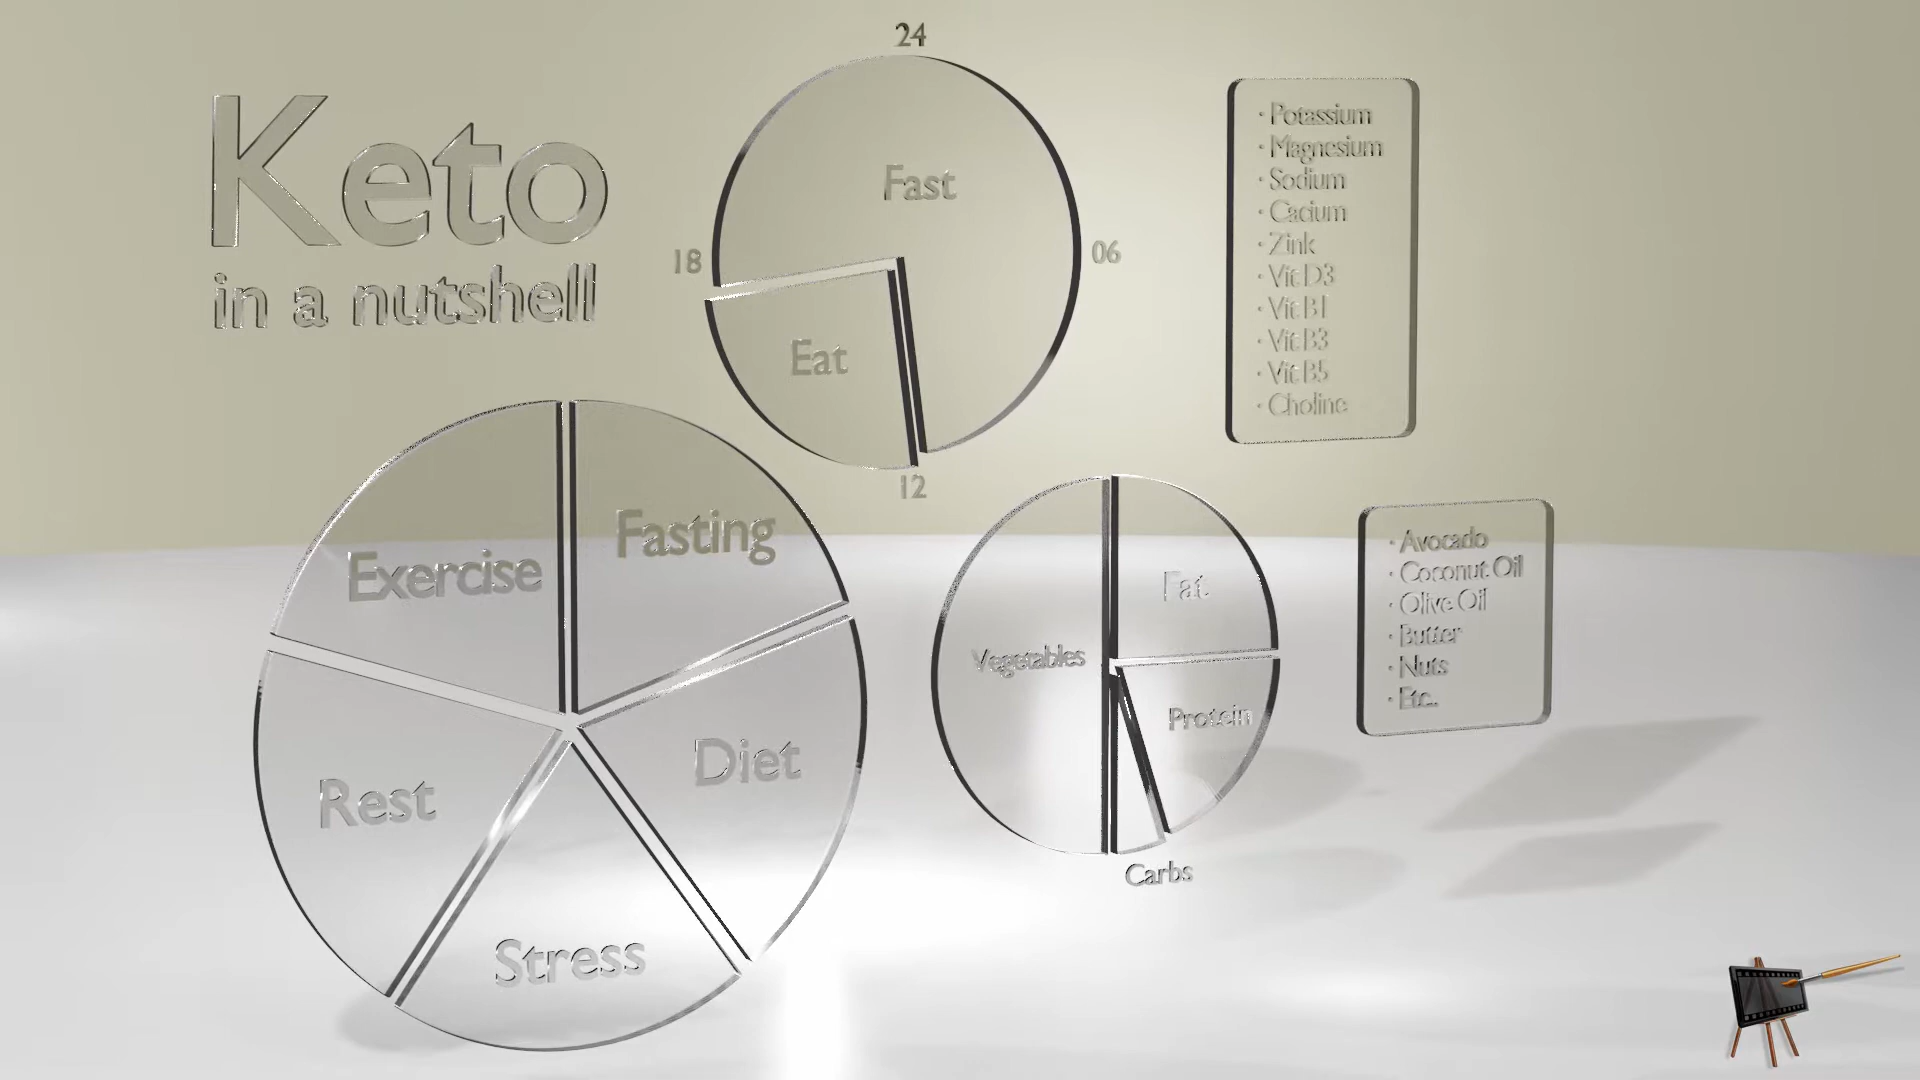 Keto
in a nutshell
24
Fast
18
06
Eat
12
· Potassium
· Magnesium
· Sodium
· Cacium
· Zink
· Vit D3
· Vit B1
· Vit B3
· Vit B5
· Choline
Exercise
Fasting
Rest
Diet
Stress
Fat
Vegetables
Protein
Carbs
· Avocado
· Coconut Oil
· Olive Oil
· Butter
· Nuts
· Etc..